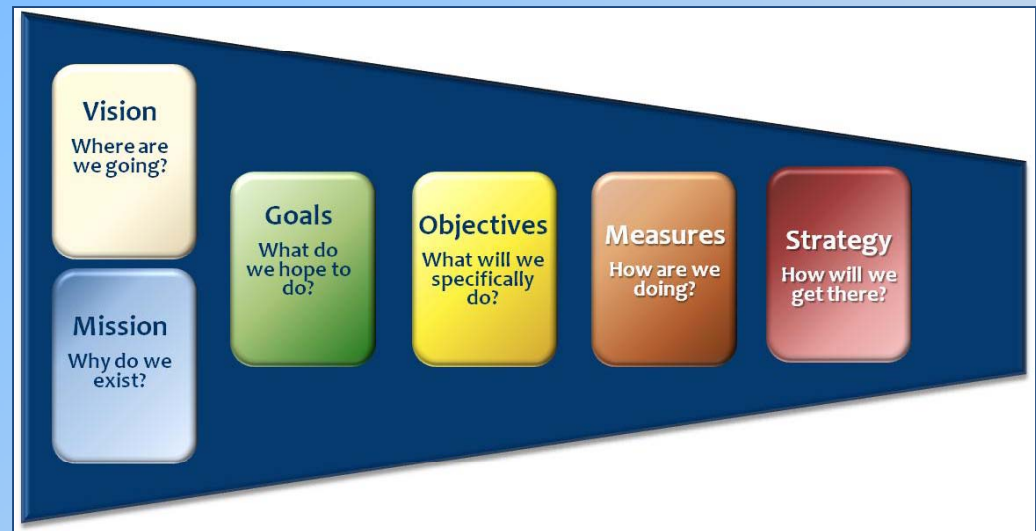 Vision
Where are
we going?
Mission
Why do we
exist?
Goals
What do
we hope to
do?
Objectives
What will we
specifically
do?
Measures
How are we
doing?
Strategy
How will we
get there?